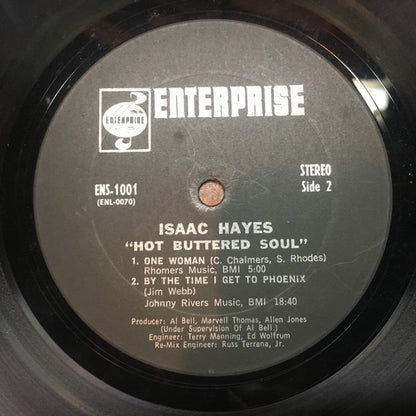 ENTERPRISE
ENTERPRISE
ENS-1001
(ENL-0070)
STEREO
Side 2
ISAAC HAYES
"HOT BUTTERED SOUL"
1. ONE WOMAN (C. Chalmers, S. Rhodes)
Rhomers Music, BMI 5:00
2. BY THE TIME I GET TO PHOENIX
(Jim Webb)
Johnny Rivers Music, BMI 18:40
Producer: Al Bell, Marvell Thomas, Allen Jones
(Under Supervision Of Al Bell.)
Engineer: Terry Manning, Ed Wolfrum
Re-Mix Engineer: Russ Terrana, Jr.